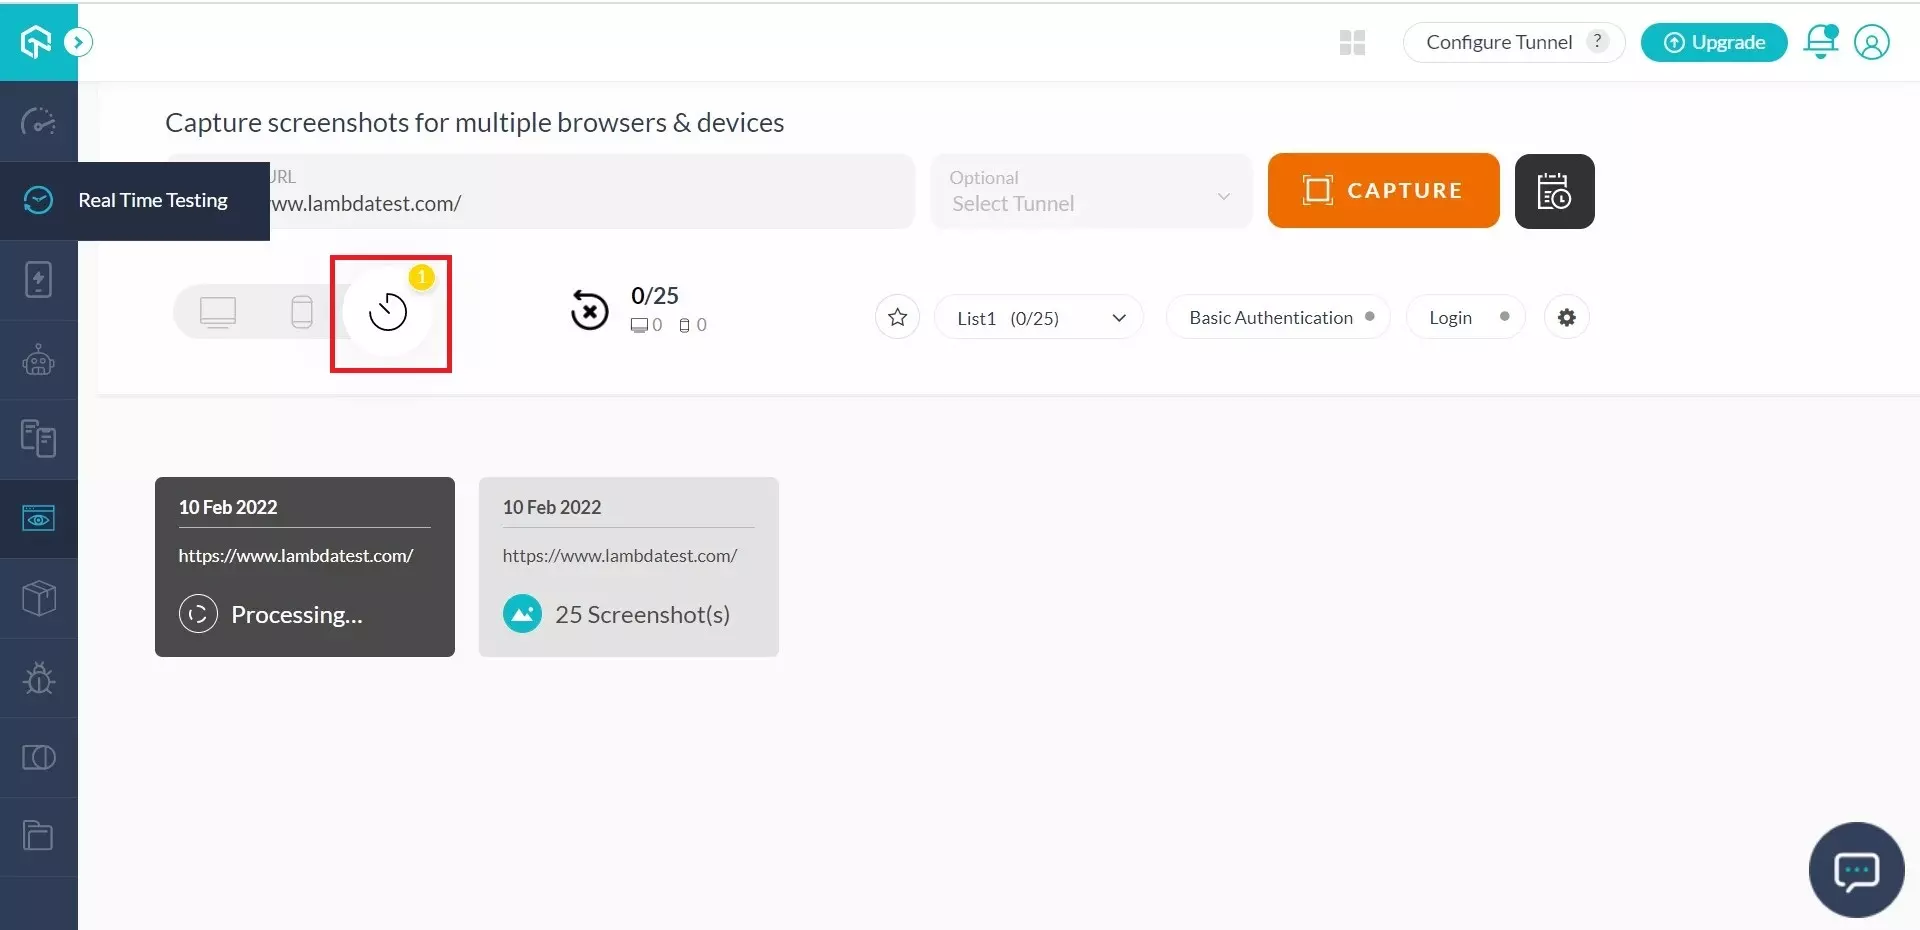 Configure Tunnel ?
Upgrade
Capture screenshots for multiple browsers & devices
Real Time Testing
URL
www.lambdatest.com/
Optional
Select Tunnel
CAPTURE
1
0/25
0 0
List1 (0/25)
Basic Authentication
Login
10 Feb 2022
https://www.lambdatest.com/
Processing...
10 Feb 2022
https://www.lambdatest.com/
25 Screenshot(s)